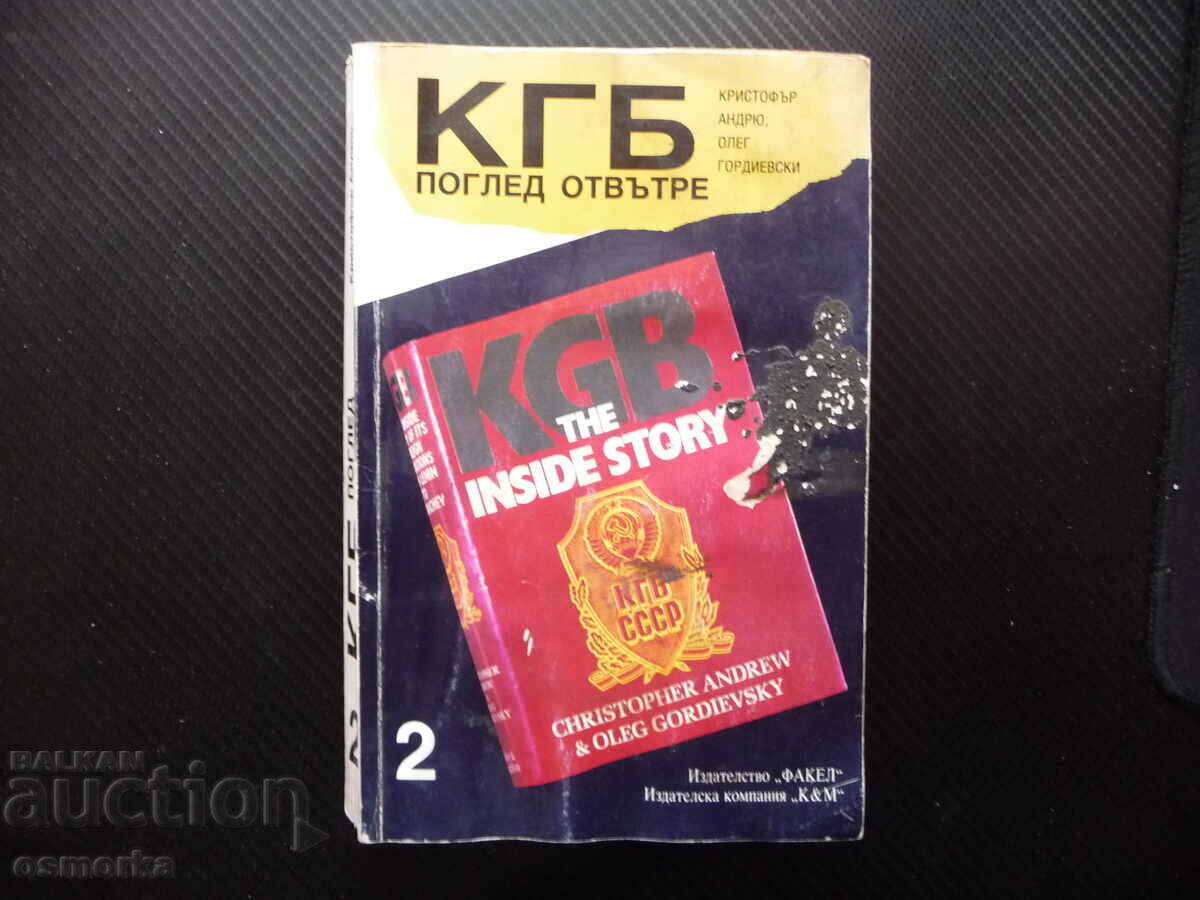 КГБ
ПОГЛЕД ОТВЪТРЕ
КРИСТОФЪР
АНДРЮ,
ОЛЕГ
ГОРДИЕВСКИ
KGB
THE
INSIDE STORY
КГБ
СССР
CHRISTOPHER ANDREW
& OLEG GORDIEVSKY
2
Издателство „ФАКЕЛ“
Издателска компания „К&М“
2 КГБ ПОГЛЕД
BALKAN
auction
osmorka